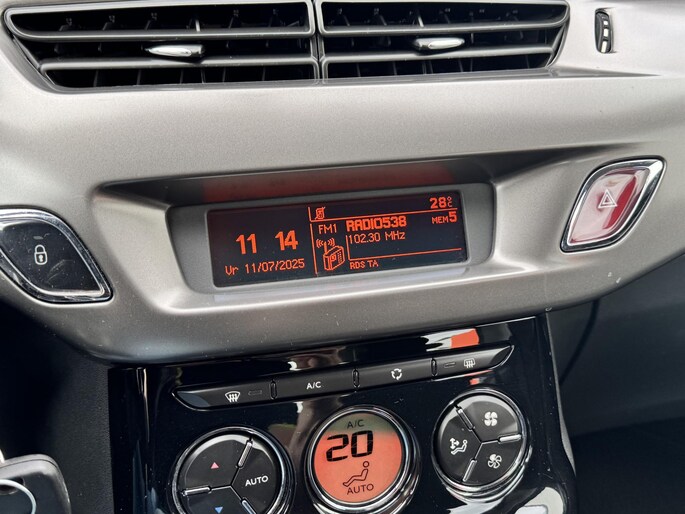 28°C
FM1 RADIO538 MEM5
11 14
102.30 MHz
Vr 11/07/2025
RDS TA
A/C
A/C
20
AUTO
AUTO